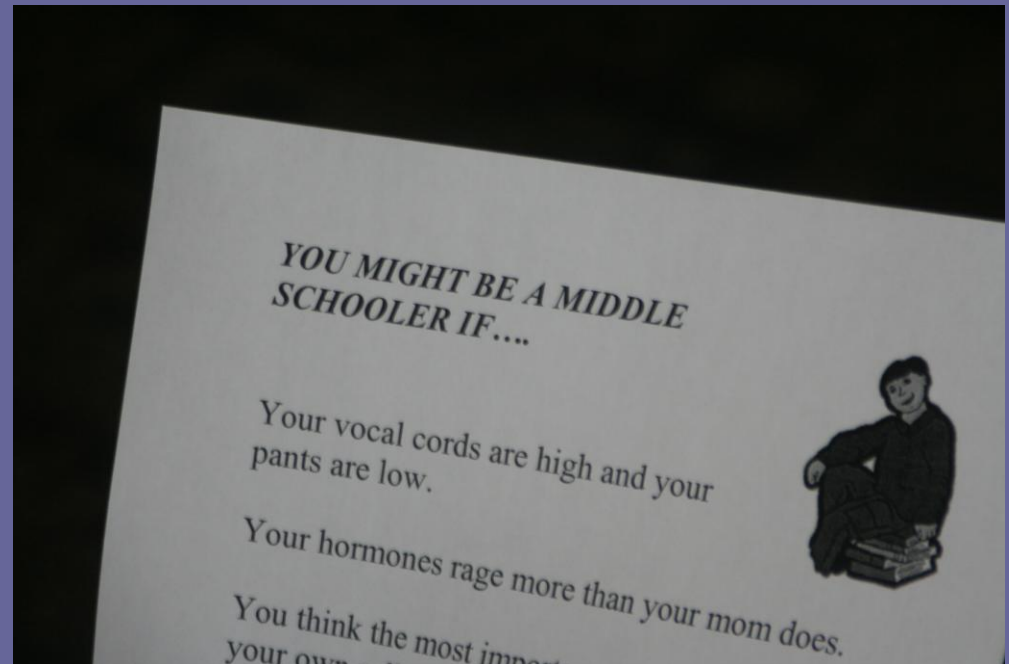 YOU MIGHT BE A MIDDLE
SCHOOLER IF....
Your vocal cords are high and your
pants are low.
Your hormones rage more than your mom does.
You think the most
your own